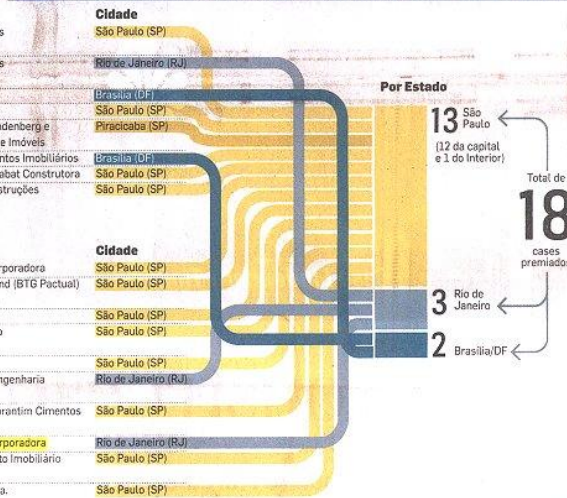 Cidade
s São Paulo (SP)
s Rio de Janeiro (RJ)
Brasília (DF)
São Paulo (SP)
ndenberg e Piracicaba (SP)
e Imóveis
ntos Imobiliários Brasília (DF)
abat Construtora São Paulo (SP)
struções São Paulo (SP)
Por Estado
13 São Paulo
(12 da capital
e 1 do Interior)
Total de
18
cases
premiados
3 Rio de Janeiro
2 Brasília/DF
Cidade
rporadora São Paulo (SP)
nd (BTG Pactual) São Paulo (SP)
São Paulo (SP)
o São Paulo (SP)
São Paulo (SP)
ngenharia Rio de Janeiro (RJ)
rantim Cimentos São Paulo (SP)
rporadora Rio de Janeiro (RJ)
to Imobiliário São Paulo (SP)
a. São Paulo (SP)